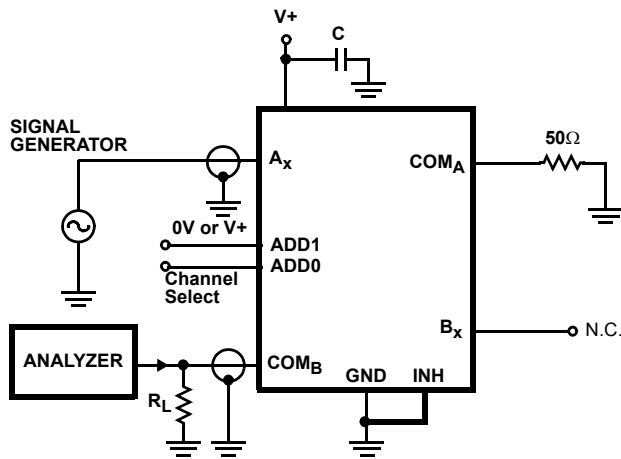 V+
C
SIGNAL
GENERATOR
Ax
COMA
50Ω
0V or V+
ADD1
ADD0
Channel
Select
Bx
N.C.
ANALYZER
COMB
GND
INH
RL